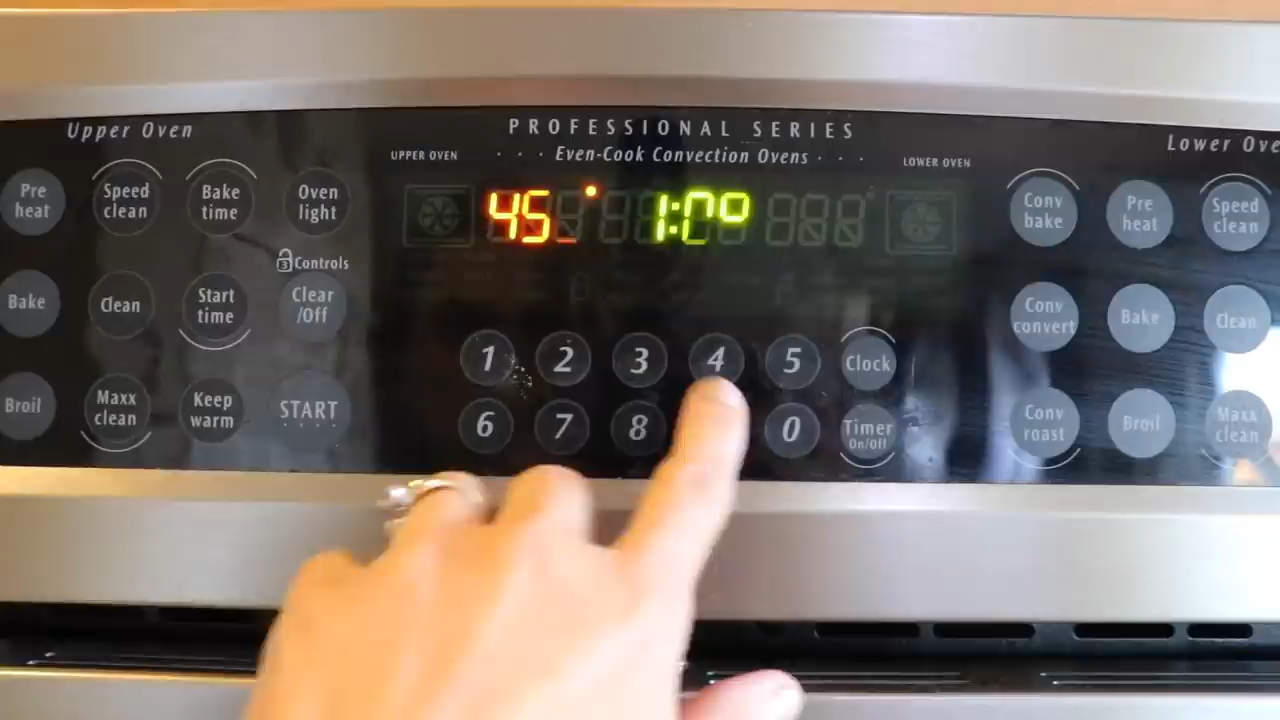 Upper Oven
PROFESSIONAL SERIES
Lower Ove
UPPER OVEN
Even-Cook Convection Ovens
LOWER OVEN
Pre heat
Speed clean
Bake time
Oven light
45
Conv bake
Pre heat
Speed clean
Controls
Bake
Clean
Start time
Clear /Off
Conv convert
Bake
Clean
1 2 3 4 5 Clock
Broil
Maxx clean
Keep warm
START
6 7 8 0 Timer On/Off
Conv roast
Broil
Maxx clean